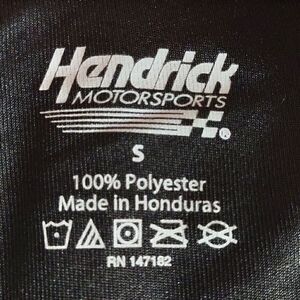 Hendrick
MOTORSPORTS
®
S
100% Polyester
Made in Honduras
RN 147182